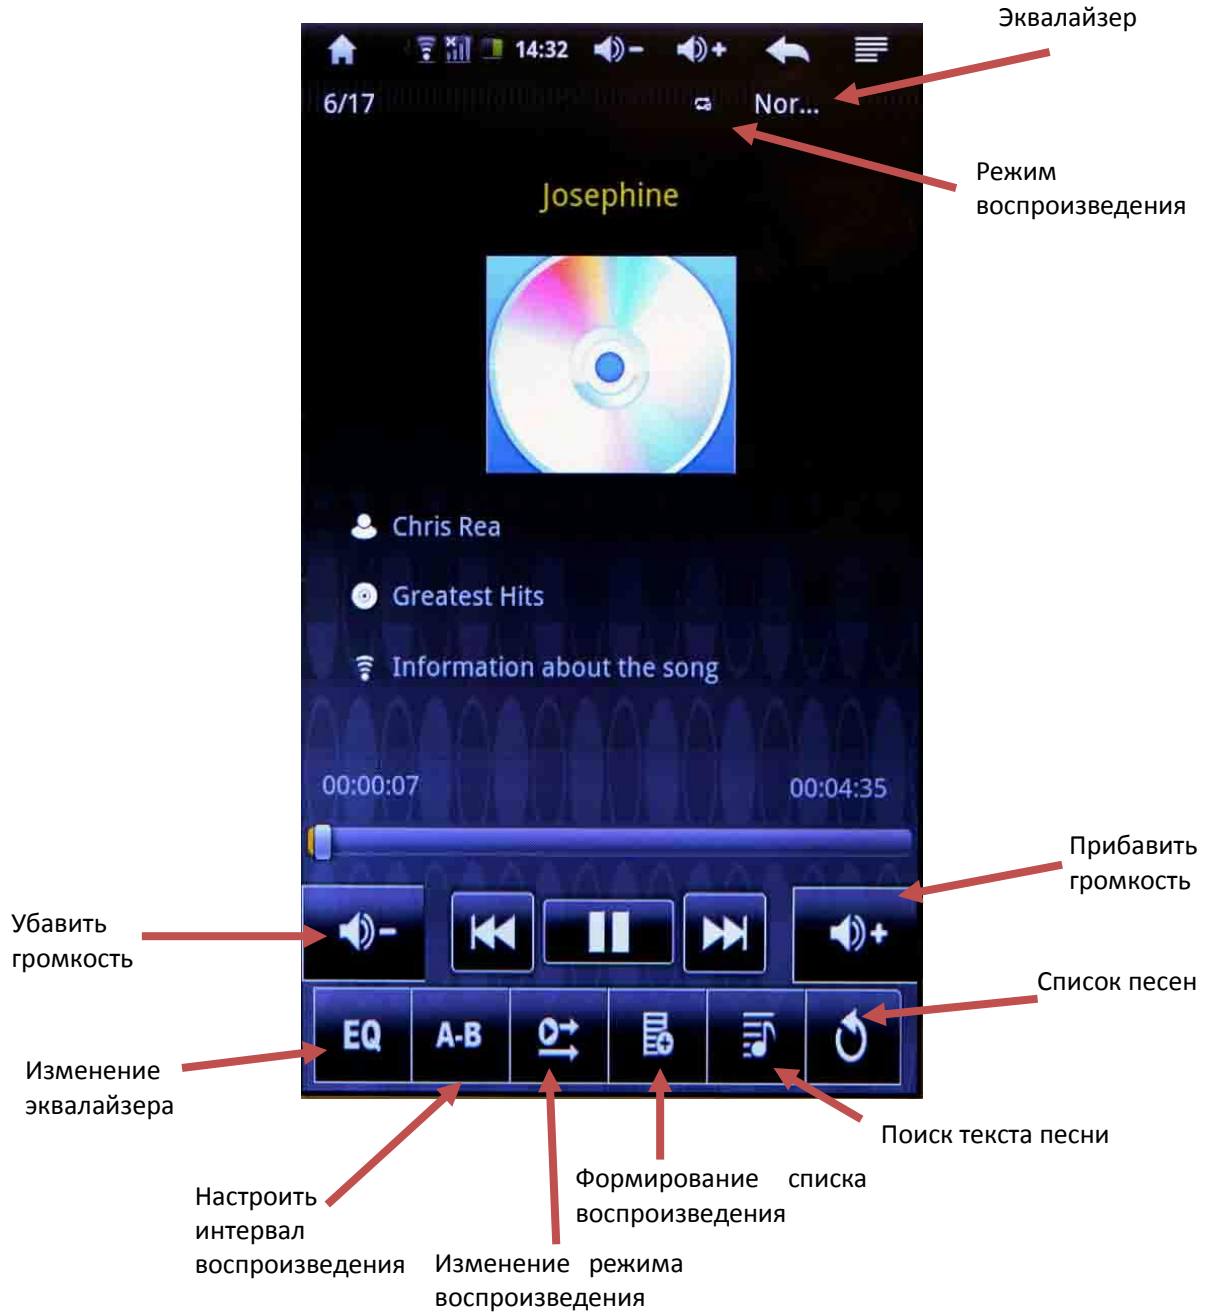 Эквалайзер
14:32
6/17
Nor...
Режим
воспроизведения
Josephine
Chris Rea
Greatest Hits
Information about the song
00:00:07
00:04:35
Прибавить
громкость
Убавить
громкость
Список песен
EQ
A-B
Изменение
эквалайзера
Поиск текста песни
Формирование списка
воспроизведения
Настроить
интервал
воспроизведения
Изменение режима
воспроизведения